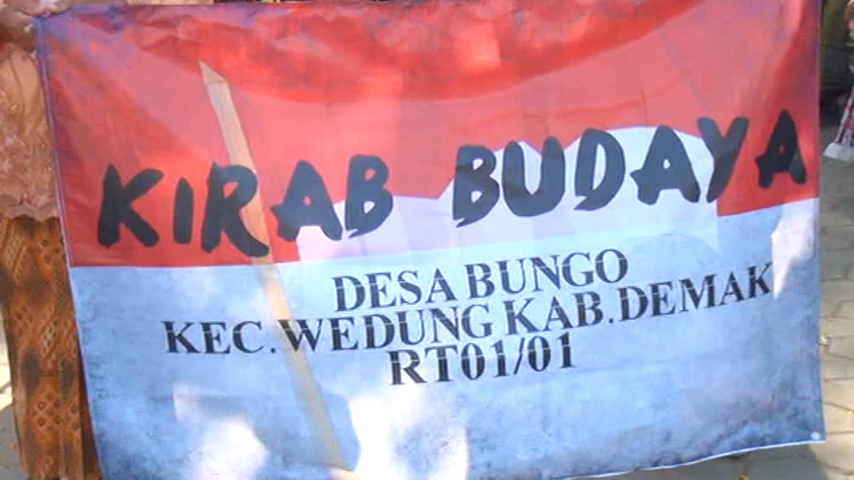 KIRAB BUDAYA
DESA BUNGO
KEC.WEDUNG KAB.DEMAK
RT01/01